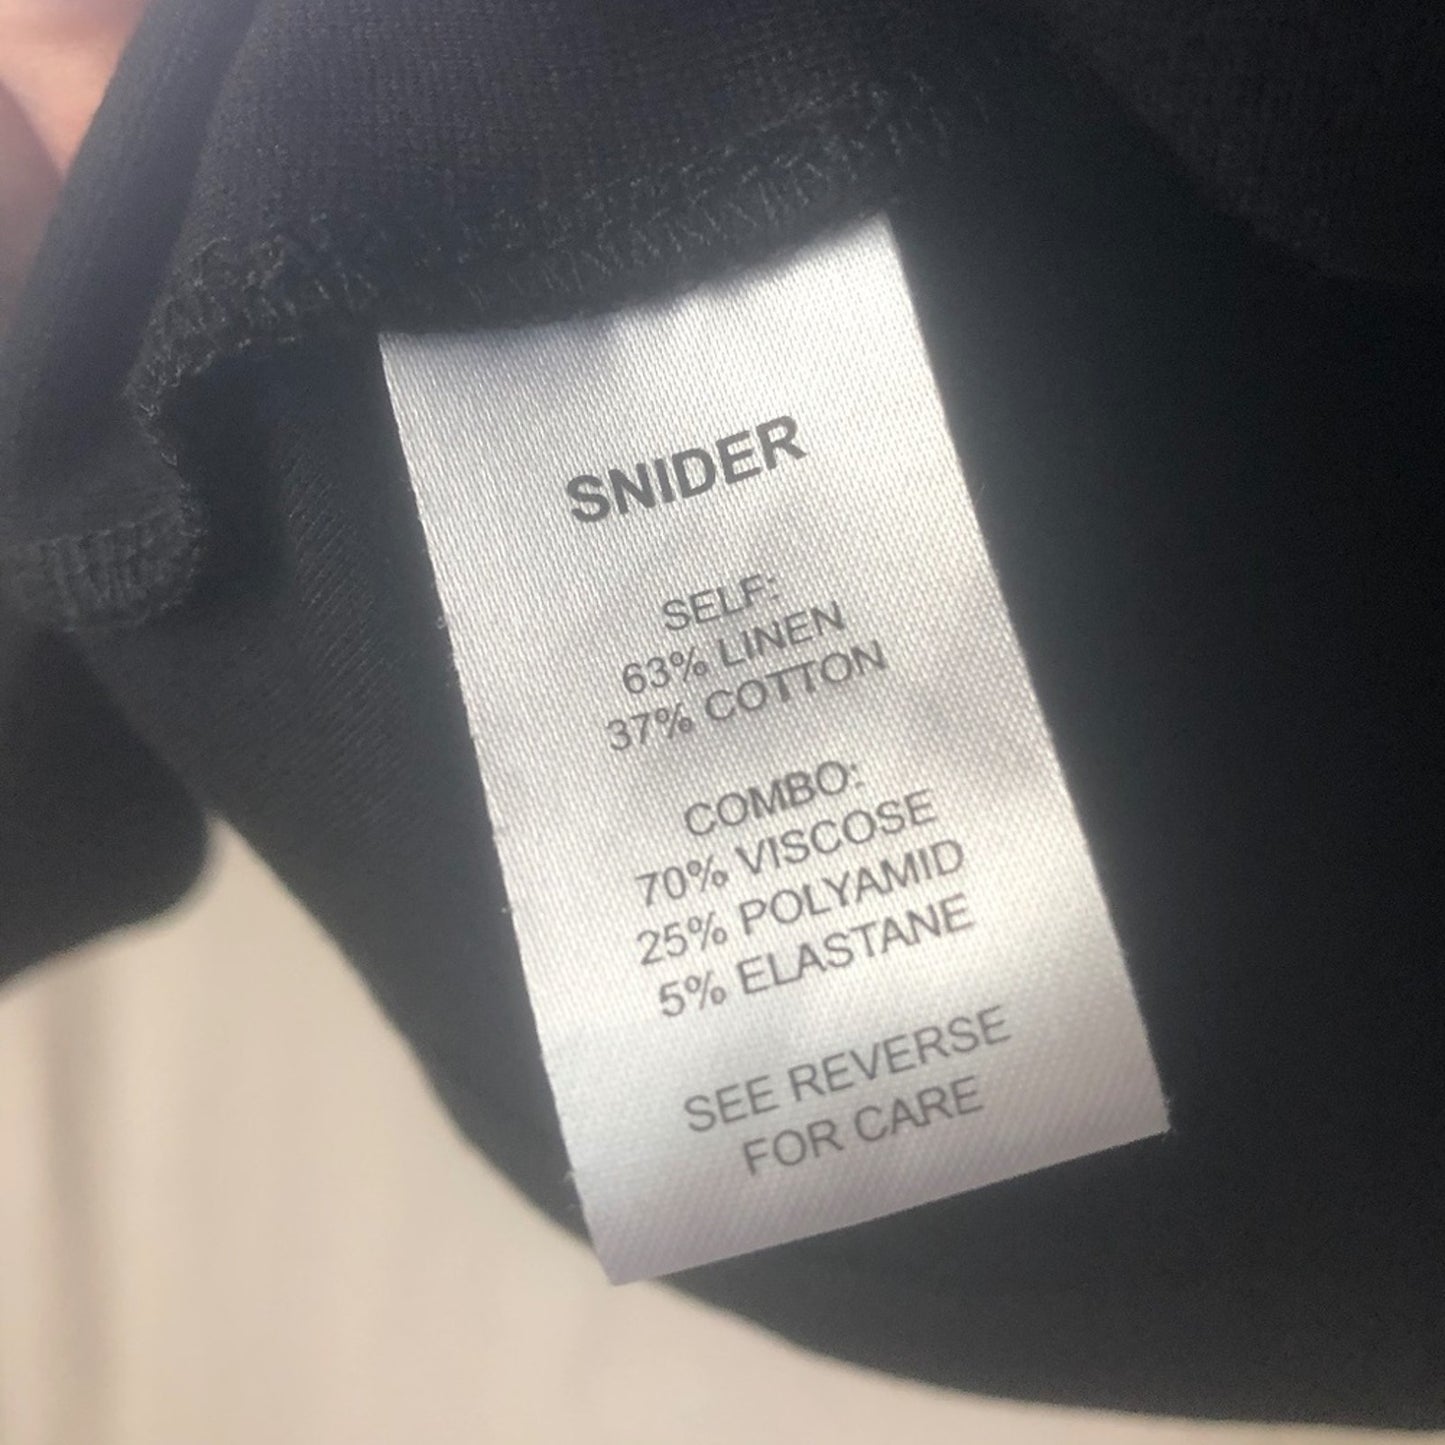 SNIDER
SELF:
63% LINEN
37% COTTON
COMBO:
70% VISCOSE
25% POLYAMID
5% ELASTANE
SEE REVERSE
FOR CARE